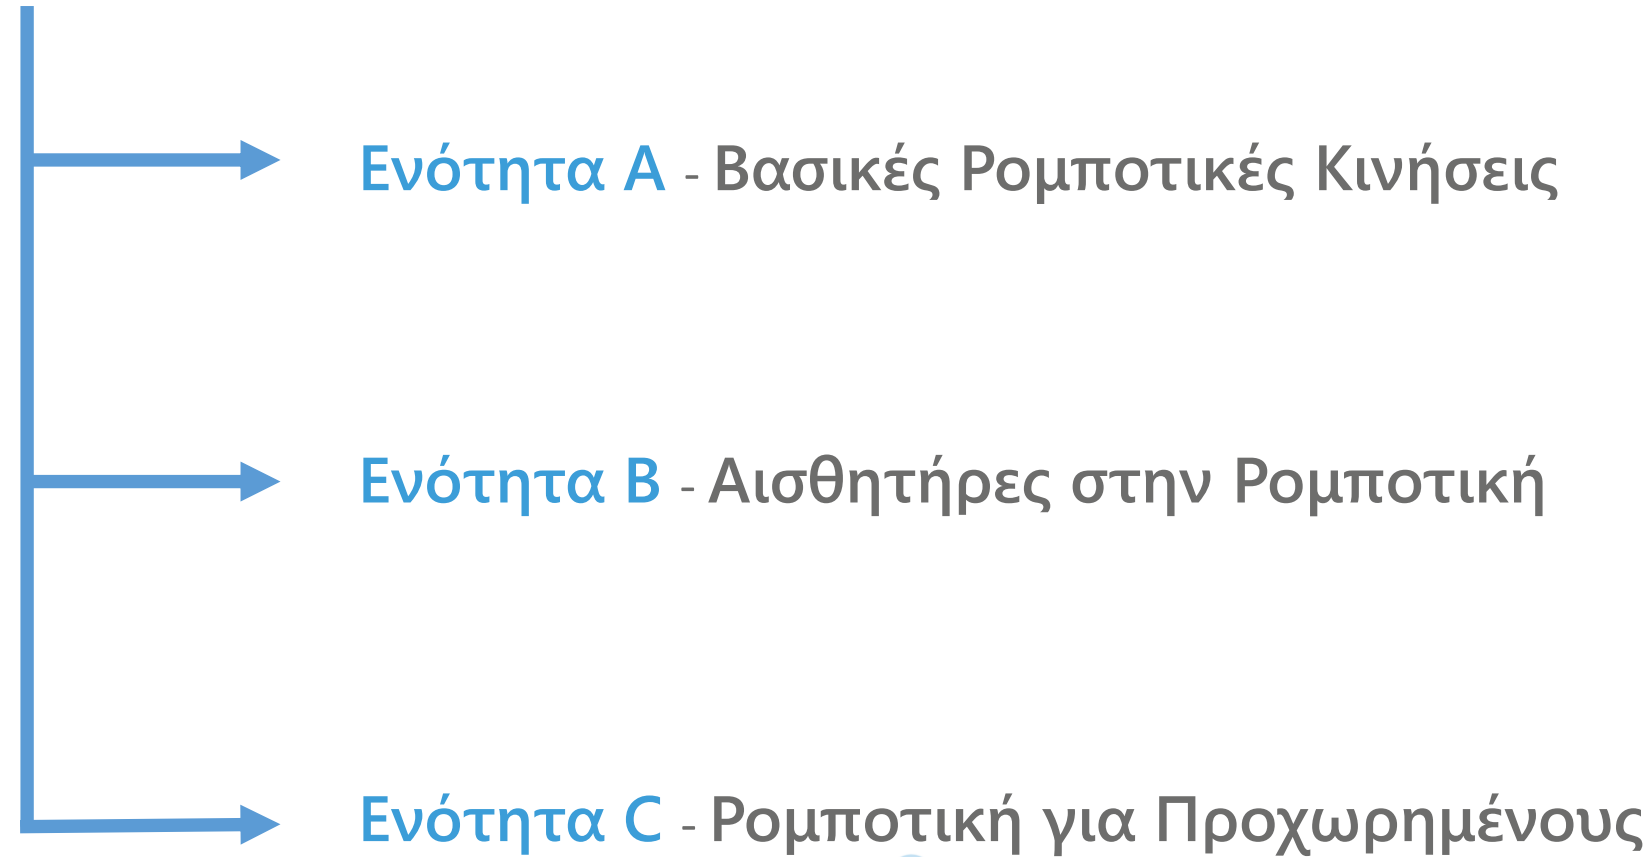 Ενότητα A - Βασικές Ρομποτικές Κινήσεις
Ενότητα B - Αισθητήρες στην Ρομποτική
Ενότητα C - Ρομποτική για Προχωρημένους